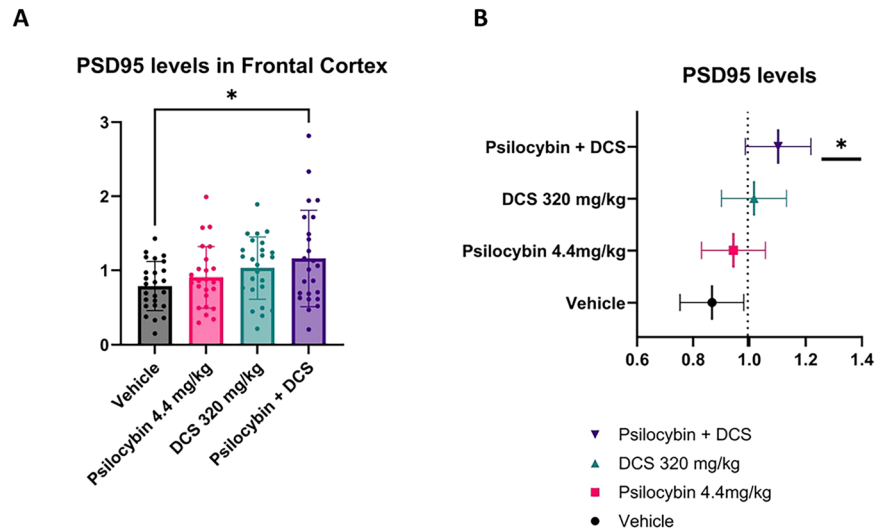 A
PSD95 levels in Frontal Cortex
*
3
2
1
0
Vehicle
Psilocybin 4.4 mg/kg
DCS 320 mg/kg
Psilocybin + DCS
B
PSD95 levels
Psilocybin + DCS
*
DCS 320 mg/kg
Psilocybin 4.4mg/kg
Vehicle
0.6 0.8 1.0 1.2 1.4
Psilocybin + DCS
DCS 320 mg/kg
Psilocybin 4.4mg/kg
Vehicle